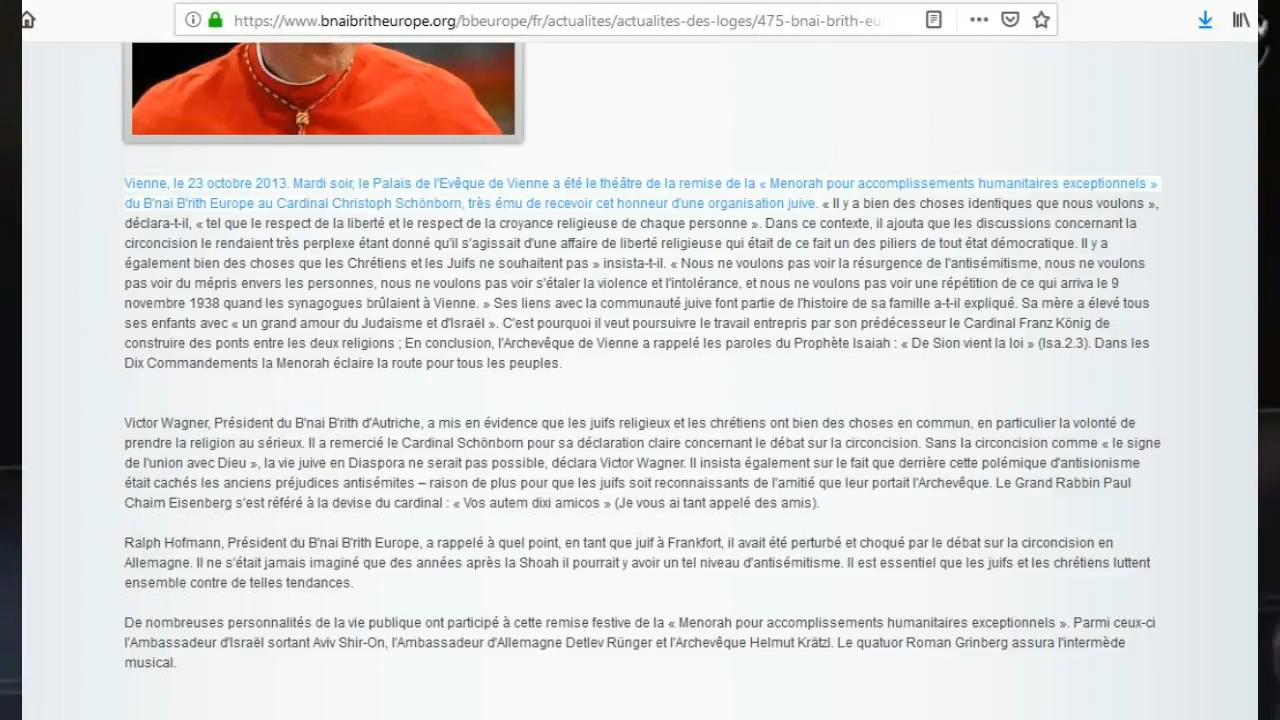 https://www.bnaibritheurope.org/bbeurope/fr/actualites/actualites-des-loges/475-bnai-brith-eu
Vienne, le 23 octobre 2013. Mardi soir, le Palais de l'Evêque de Vienne a été le théâtre de la remise de la « Menorah pour accomplissements humanitaires exceptionnels »
du B'nai B'rith Europe au Cardinal Christoph Schönborn, très ému de recevoir cet honneur d'une organisation juive. « Il y a bien des choses identiques que nous voulons »,
déclara-t-il, « tel que le respect de la liberté et le respect de la croyance religieuse de chaque personne ». Dans ce contexte, il ajouta que les discussions concernant la
circoncision le rendaient très perplexe étant donné qu'il s'agissait d'une affaire de liberté religieuse qui était de ce fait un des piliers de tout état démocratique. Il y a
également bien des choses que les Chrétiens et les Juifs ne souhaitent pas » insista-t-il. « Nous ne voulons pas voir la résurgence de l'antisémitisme, nous ne voulons
pas voir du mépris envers les personnes, nous ne voulons pas voir s'étaler la violence et l'intolérance, et nous ne voulons pas voir une répétition de ce qui arriva le 9
novembre 1938 quand les synagogues brûlaient à Vienne. » Ses liens avec la communauté juive font partie de l'histoire de sa famille a-t-il expliqué. Sa mère a élevé tous
ses enfants avec « un grand amour du Judaïsme et d'Israël ». C'est pourquoi il veut poursuivre le travail entrepris par son prédécesseur le Cardinal Franz König de
construire des ponts entre les deux religions ; En conclusion, l'Archevêque de Vienne a rappelé les paroles du Prophète Isaiah : « De Sion vient la loi » (Isa.2.3). Dans les
Dix Commandements la Menorah éclaire la route pour tous les peuples.
Victor Wagner, Président du B'nai B'rith d'Autriche, a mis en évidence que les juifs religieux et les chrétiens ont bien des choses en commun, en particulier la volonté de
prendre la religion au sérieux. Il a remercié le Cardinal Schönborn pour sa déclaration claire concernant le débat sur la circoncision. Sans la circoncision comme « le signe
de l'union avec Dieu », la vie juive en Diaspora ne serait pas possible, déclara Victor Wagner. Il insista également sur le fait que derrière cette polémique d'antisionisme
était cachés les anciens préjudices antisémites – raison de plus pour que les juifs soit reconnaissants de l'amitié que leur portait l'Archevêque. Le Grand Rabbin Paul
Chaim Eisenberg s'est référé à la devise du cardinal : « Vos autem dixi amicos » (Je vous ai tant appelé des amis).
Ralph Hofmann, Président du B'nai B'rith Europe, a rappelé à quel point, en tant que juif à Frankfort, il avait été perturbé et choqué par le débat sur la circoncision en
Allemagne. Il ne s'était jamais imaginé que des années après la Shoah il pourrait y avoir un tel niveau d'antisémitisme. Il est essentiel que les juifs et les chrétiens luttent
ensemble contre de telles tendances.
De nombreuses personnalités de la vie publique ont participé à cette remise festive de la « Menorah pour accomplissements humanitaires exceptionnels ». Parmi ceux-ci
l'Ambassadeur d'Israël sortant Aviv Shir-On, l'Ambassadeur d'Allemagne Detlev Rünger et l'Archevêque Helmut Krätzl. Le quatuor Roman Grinberg assura l'intermède
musical.